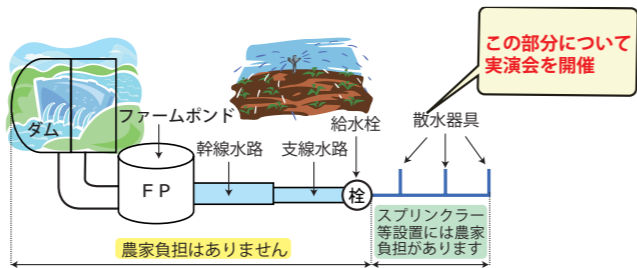 この部分について
実演会を開催
ダム
ファームポンド
給水栓
散水器具
幹線水路
支線水路
FP
栓
スプリンクラー
等設置には農家
負担があります
農家負担はありません